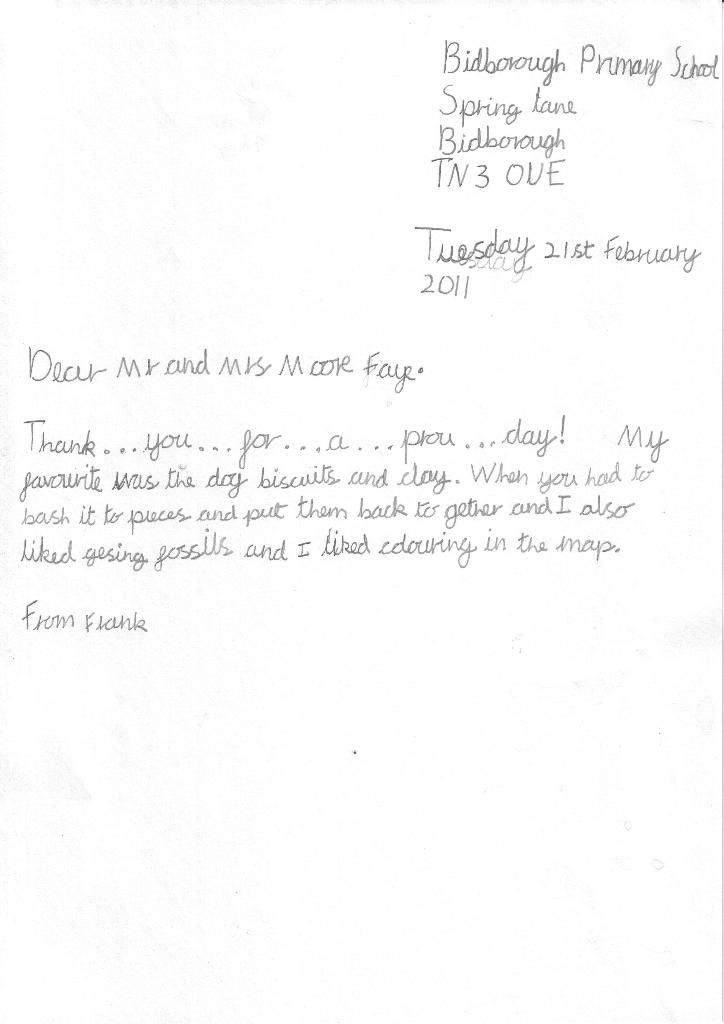 Bidborough Primary School
Spring lane
Bidborough
TN3 0UE
Tuesday 21st February
2011
Dear Mr and Mrs Moore Faye.
Thank...you...for...a...prou...day! My
favourite was the dog biscuits and clay. When you had to
bash it to pieces and put them back to gether and I also
liked gesing fossils and I liked colouring in the map.
From Frank